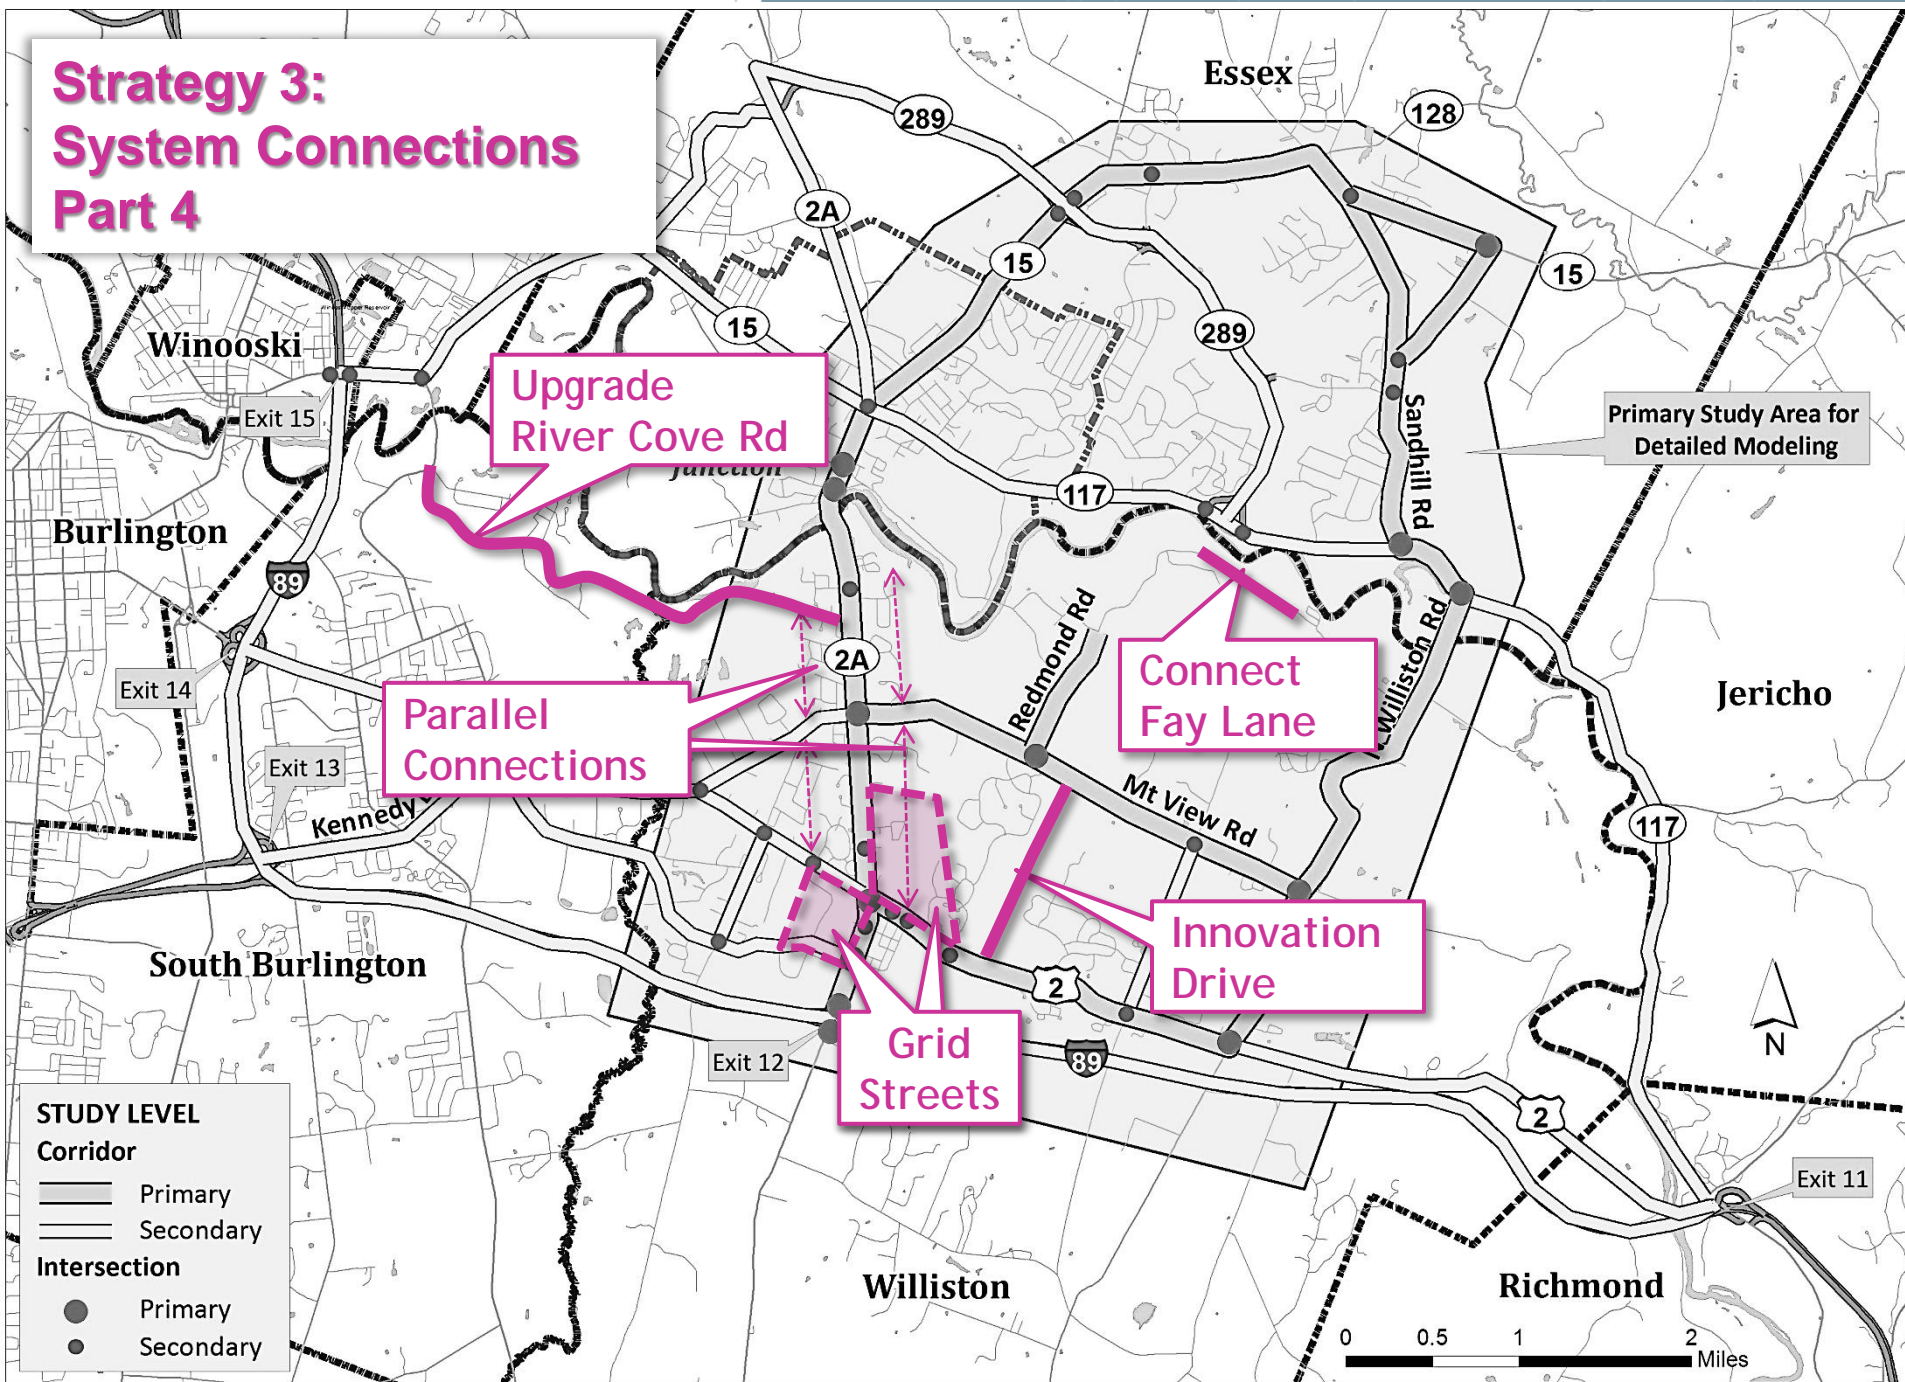 Strategy 3:
System Connections
Part 4
Essex
128
289
2A
15
15
15
289
Winooski
Exit 15
Upgrade
River Cove Rd
Junction
Sandhill Rd
Primary Study Area for
Detailed Modeling
117
Burlington
89
Exit 14
2A
Redmond Rd
N. Williston Rd
Connect
Fay Lane
Jericho
Parallel
Connections
Exit 13
Kennedy
Mt View Rd
117
South Burlington
Innovation
Drive
2
N
Grid
Streets
Exit 12
89
2
Exit 11
STUDY LEVEL
Corridor
Primary
Secondary
Intersection
Primary
Secondary
Williston
Richmond
0 0.5 1 2
Miles